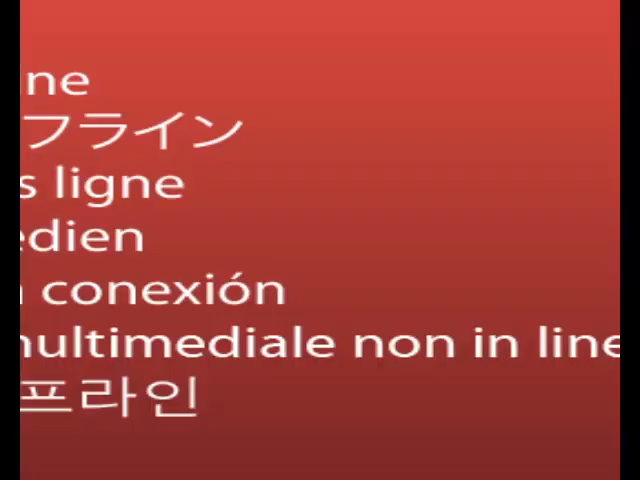 ne
フライン
s ligne
edien
conexión
multimediale non in line
프라인